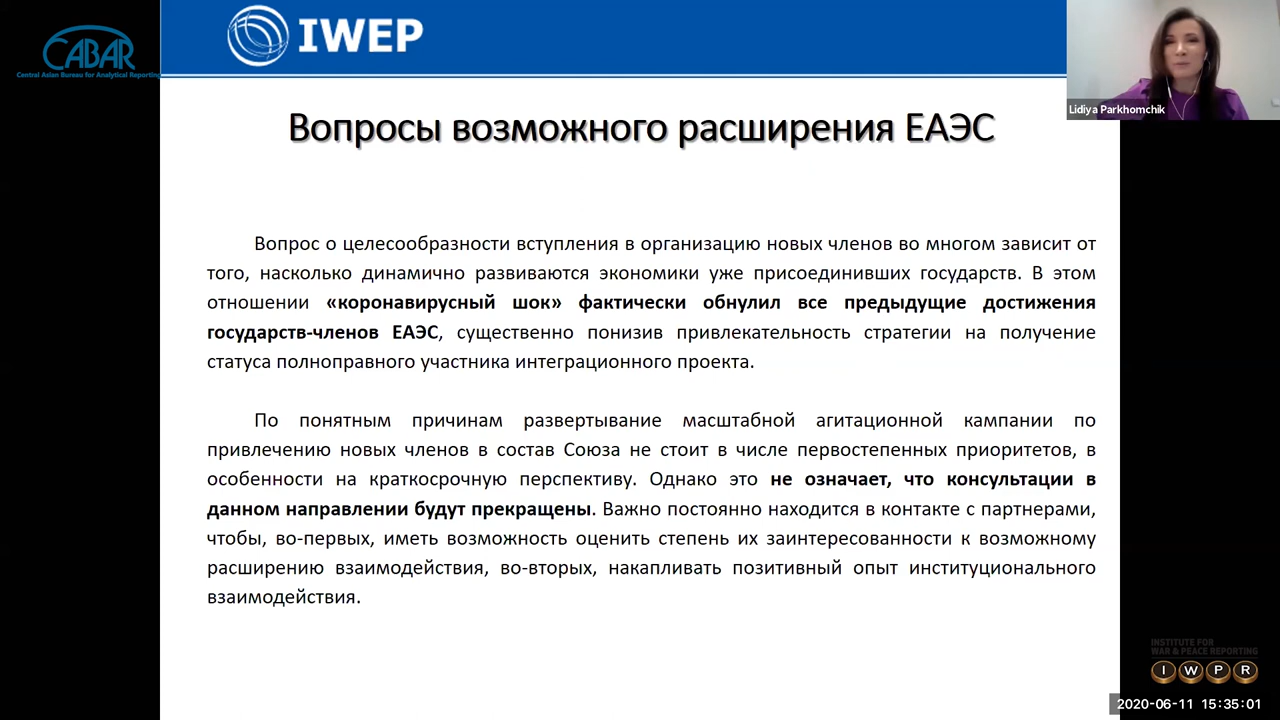 CABAR
Central Asian Bureau for Analytical Reporting
IWEP
Lidiya Parkhomchik
Вопросы возможного расширения ЕАЭС
Вопрос о целесообразности вступления в организацию новых членов во многом зависит от
того, насколько динамично развиваются экономики уже присоединивших государств. В этом
отношении «коронавирусный шок» фактически обнулил все предыдущие достижения
государств-членов ЕАЭС, существенно понизив привлекательность стратегии на получение
статуса полноправного участника интеграционного проекта.
По понятным причинам развертывание масштабной агитационной кампании по
привлечению новых членов в состав Союза не стоит в числе первостепенных приоритетов, в
особенности на краткосрочную перспективу. Однако это не означает, что консультации в
данном направлении будут прекращены. Важно постоянно находится в контакте с партнерами,
чтобы, во-первых, иметь возможность оценить степень их заинтересованности к возможному
расширению взаимодействия, во-вторых, накапливать позитивный опыт институционального
взаимодействия.
INSTITUTE FOR
WAR & PEACE REPORTING
I W P R
2020-06-11 15:35:01